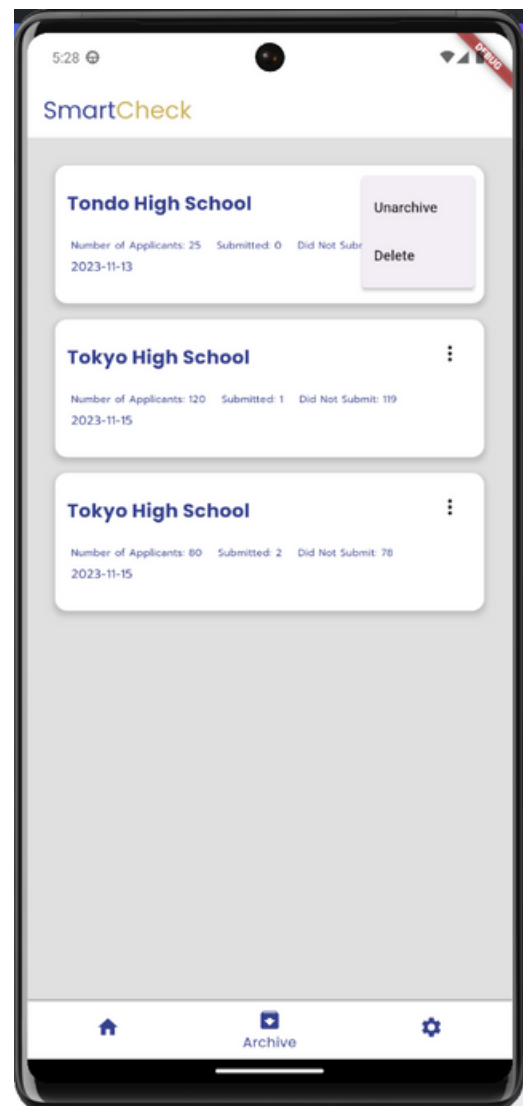 5:28
DEBUG
SmartCheck
Tondo High School
Unarchive
Number of Applicants: 25 Submitted: 0 Did Not Subr
Delete
2023-11-13
Tokyo High School
Number of Applicants: 120 Submitted: 1 Did Not Submit: 119
2023-11-15
Tokyo High School
Number of Applicants: 80 Submitted: 2 Did Not Submit: 78
2023-11-15
Archive